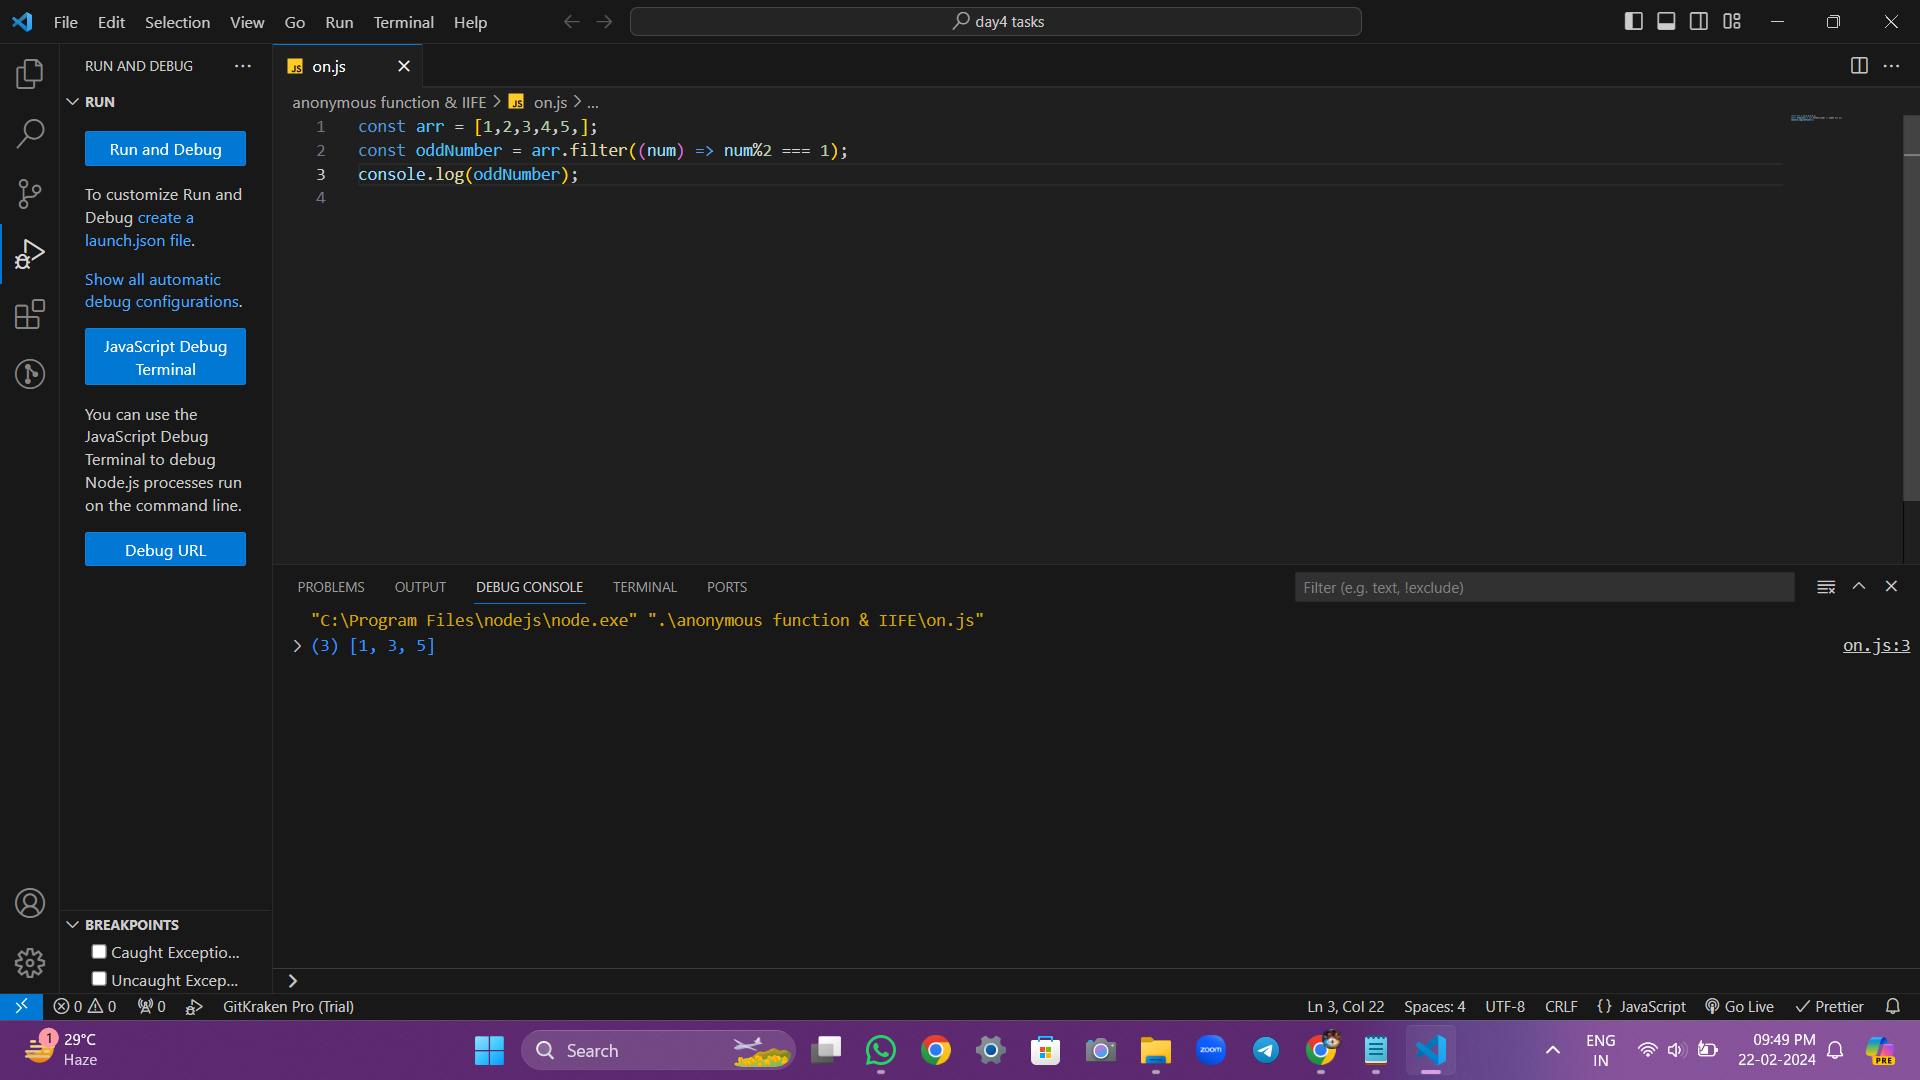 File Edit Selection View Go Run Terminal Help
day4 tasks
RUN AND DEBUG
RUN
Run and Debug
To customize Run and
Debug create a
launch.json file.
Show all automatic
debug configurations.
JavaScript Debug
Terminal
You can use the
JavaScript Debug
Terminal to debug
Node.js processes run
on the command line.
Debug URL
BREAKPOINTS
Caught Exceptio...
Uncaught Excep...
JS on.js
anonymous function & IIFE > JS on.js > ...
1 const arr = [1,2,3,4,5,];
2 const oddNumber = arr.filter((num) => num%2 === 1);
3 console.log(oddNumber);
4
PROBLEMS OUTPUT DEBUG CONSOLE TERMINAL PORTS
Filter (e.g. text, !exclude)
"C:\Program Files\nodejs\node.exe" ".\anonymous function & IIFE\on.js"
> (3) [1, 3, 5] on.js:3
>
0 0 0 GitKraken Pro (Trial) Ln 3, Col 22 Spaces: 4 UTF-8 CRLF {} JavaScript Go Live Prettier
1
29°C
Haze
Search
zoom
ENG
IN
09:49 PM
22-02-2024
PRE